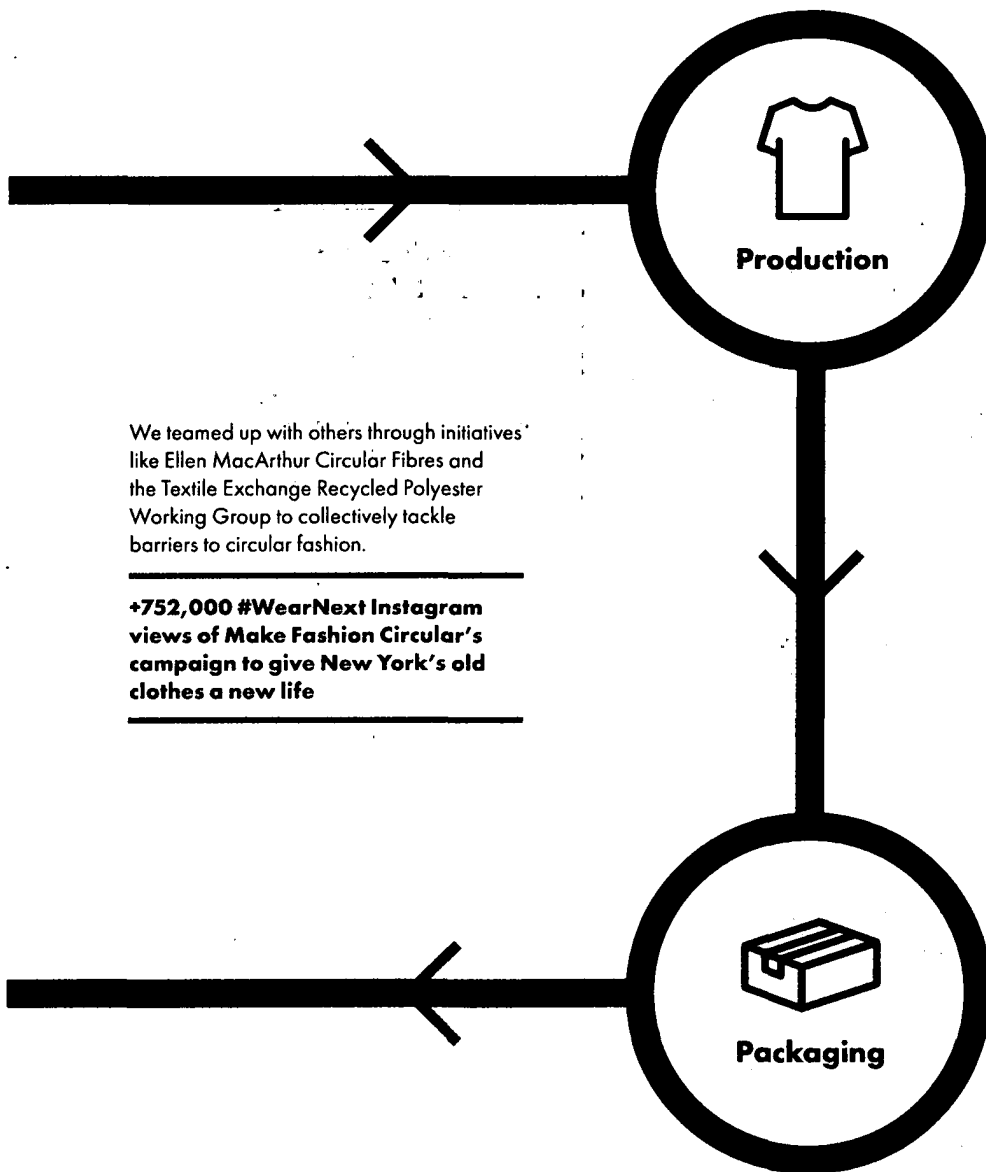 Production
We teamed up with others through initiatives
like Ellen MacArthur Circular Fibres and
the Textile Exchange Recycled Polyester
Working Group to collectively tackle
barriers to circular fashion.
+752,000 #WearNext Instagram
views of Make Fashion Circular's
campaign to give New York's old
clothes a new life
Packaging